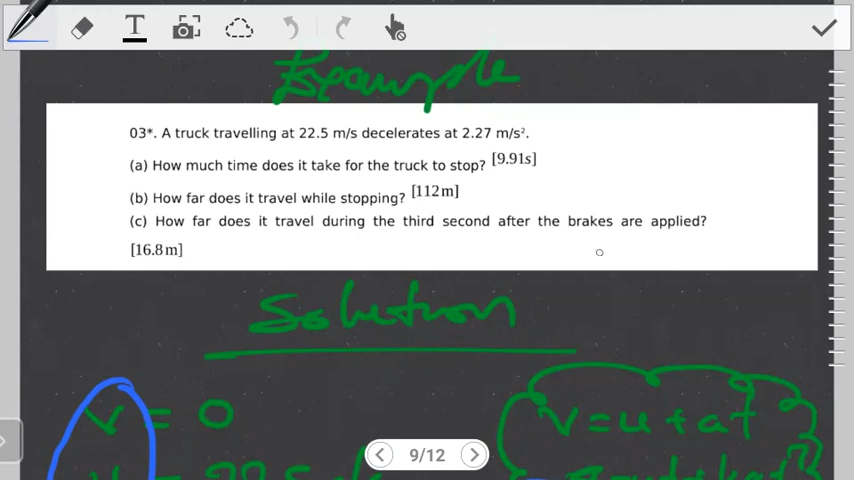 T
Example
03*. A truck travelling at 22.5 m/s decelerates at 2.27 m/s².
(a) How much time does it take for the truck to stop? [9.91s]
(b) How far does it travel while stopping? [112m]
(c) How far does it travel during the third second after the brakes are applied?
[16.8m]
Solution
V = 0
V=u+at
9/12